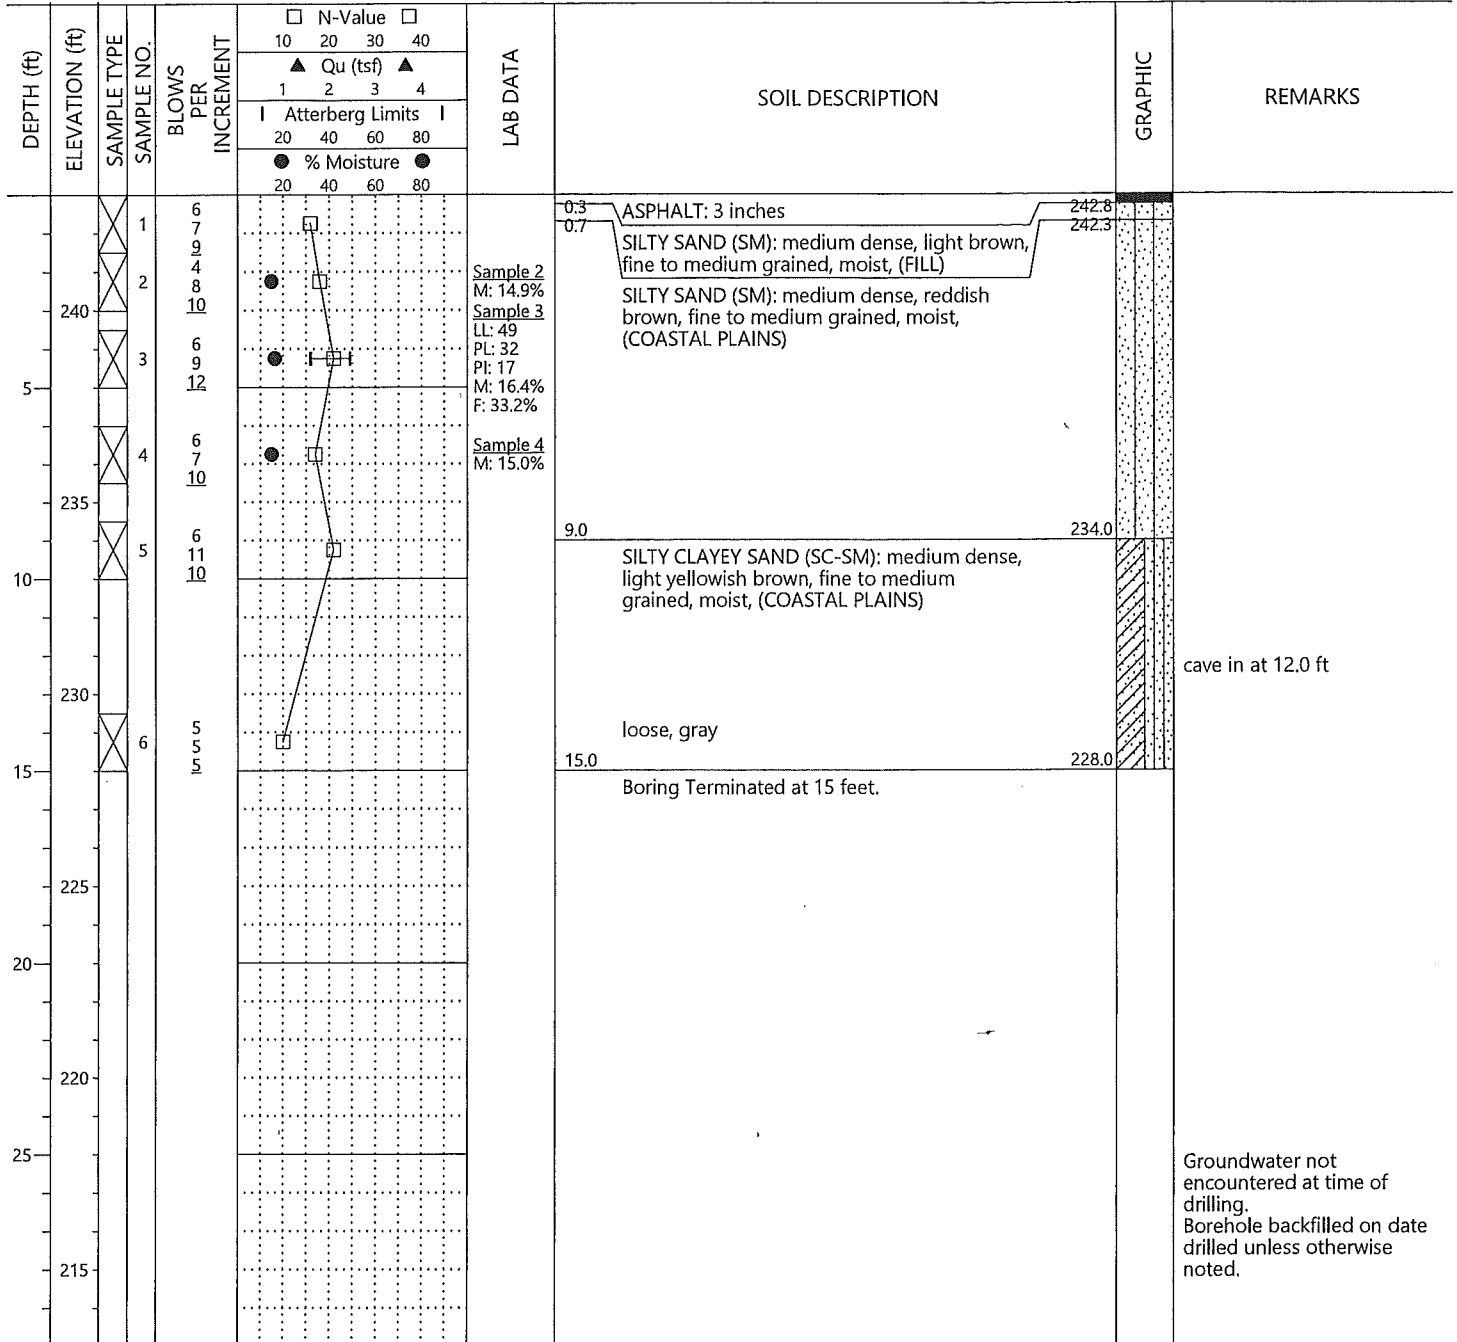 DEPTH (ft)
ELEVATION (ft)
SAMPLE TYPE
SAMPLE NO.
BLOWS
PER
INCREMENT
N-Value
10 20 30 40
Qu (tsf)
1 2 3 4
Atterberg Limits
20 40 60 80
% Moisture
20 40 60 80
LAB DATA
SOIL DESCRIPTION
GRAPHIC
REMARKS
1
6
7
9
0.3 ASPHALT: 3 inches 242.8
0.7 242.3
SILTY SAND (SM): medium dense, light brown,
fine to medium grained, moist, (FILL)
2
4
8
10
Sample 2
M: 14.9%
SILTY SAND (SM): medium dense, reddish
brown, fine to medium grained, moist,
(COASTAL PLAINS)
240
3
6
9
12
Sample 3
LL: 49
PL: 32
PI: 17
M: 16.4%
F: 33.2%
5
4
6
7
10
Sample 4
M: 15.0%
235
5
6
11
10
9.0 234.0
SILTY CLAYEY SAND (SC-SM): medium dense,
light yellowish brown, fine to medium
grained, moist, (COASTAL PLAINS)
10
cave in at 12.0 ft
230
6
5
5
5
loose, gray
15.0 228.0
15
Boring Terminated at 15 feet.
225
20
220
25
Groundwater not
encountered at time of
drilling.
Borehole backfilled on date
drilled unless otherwise
noted.
215